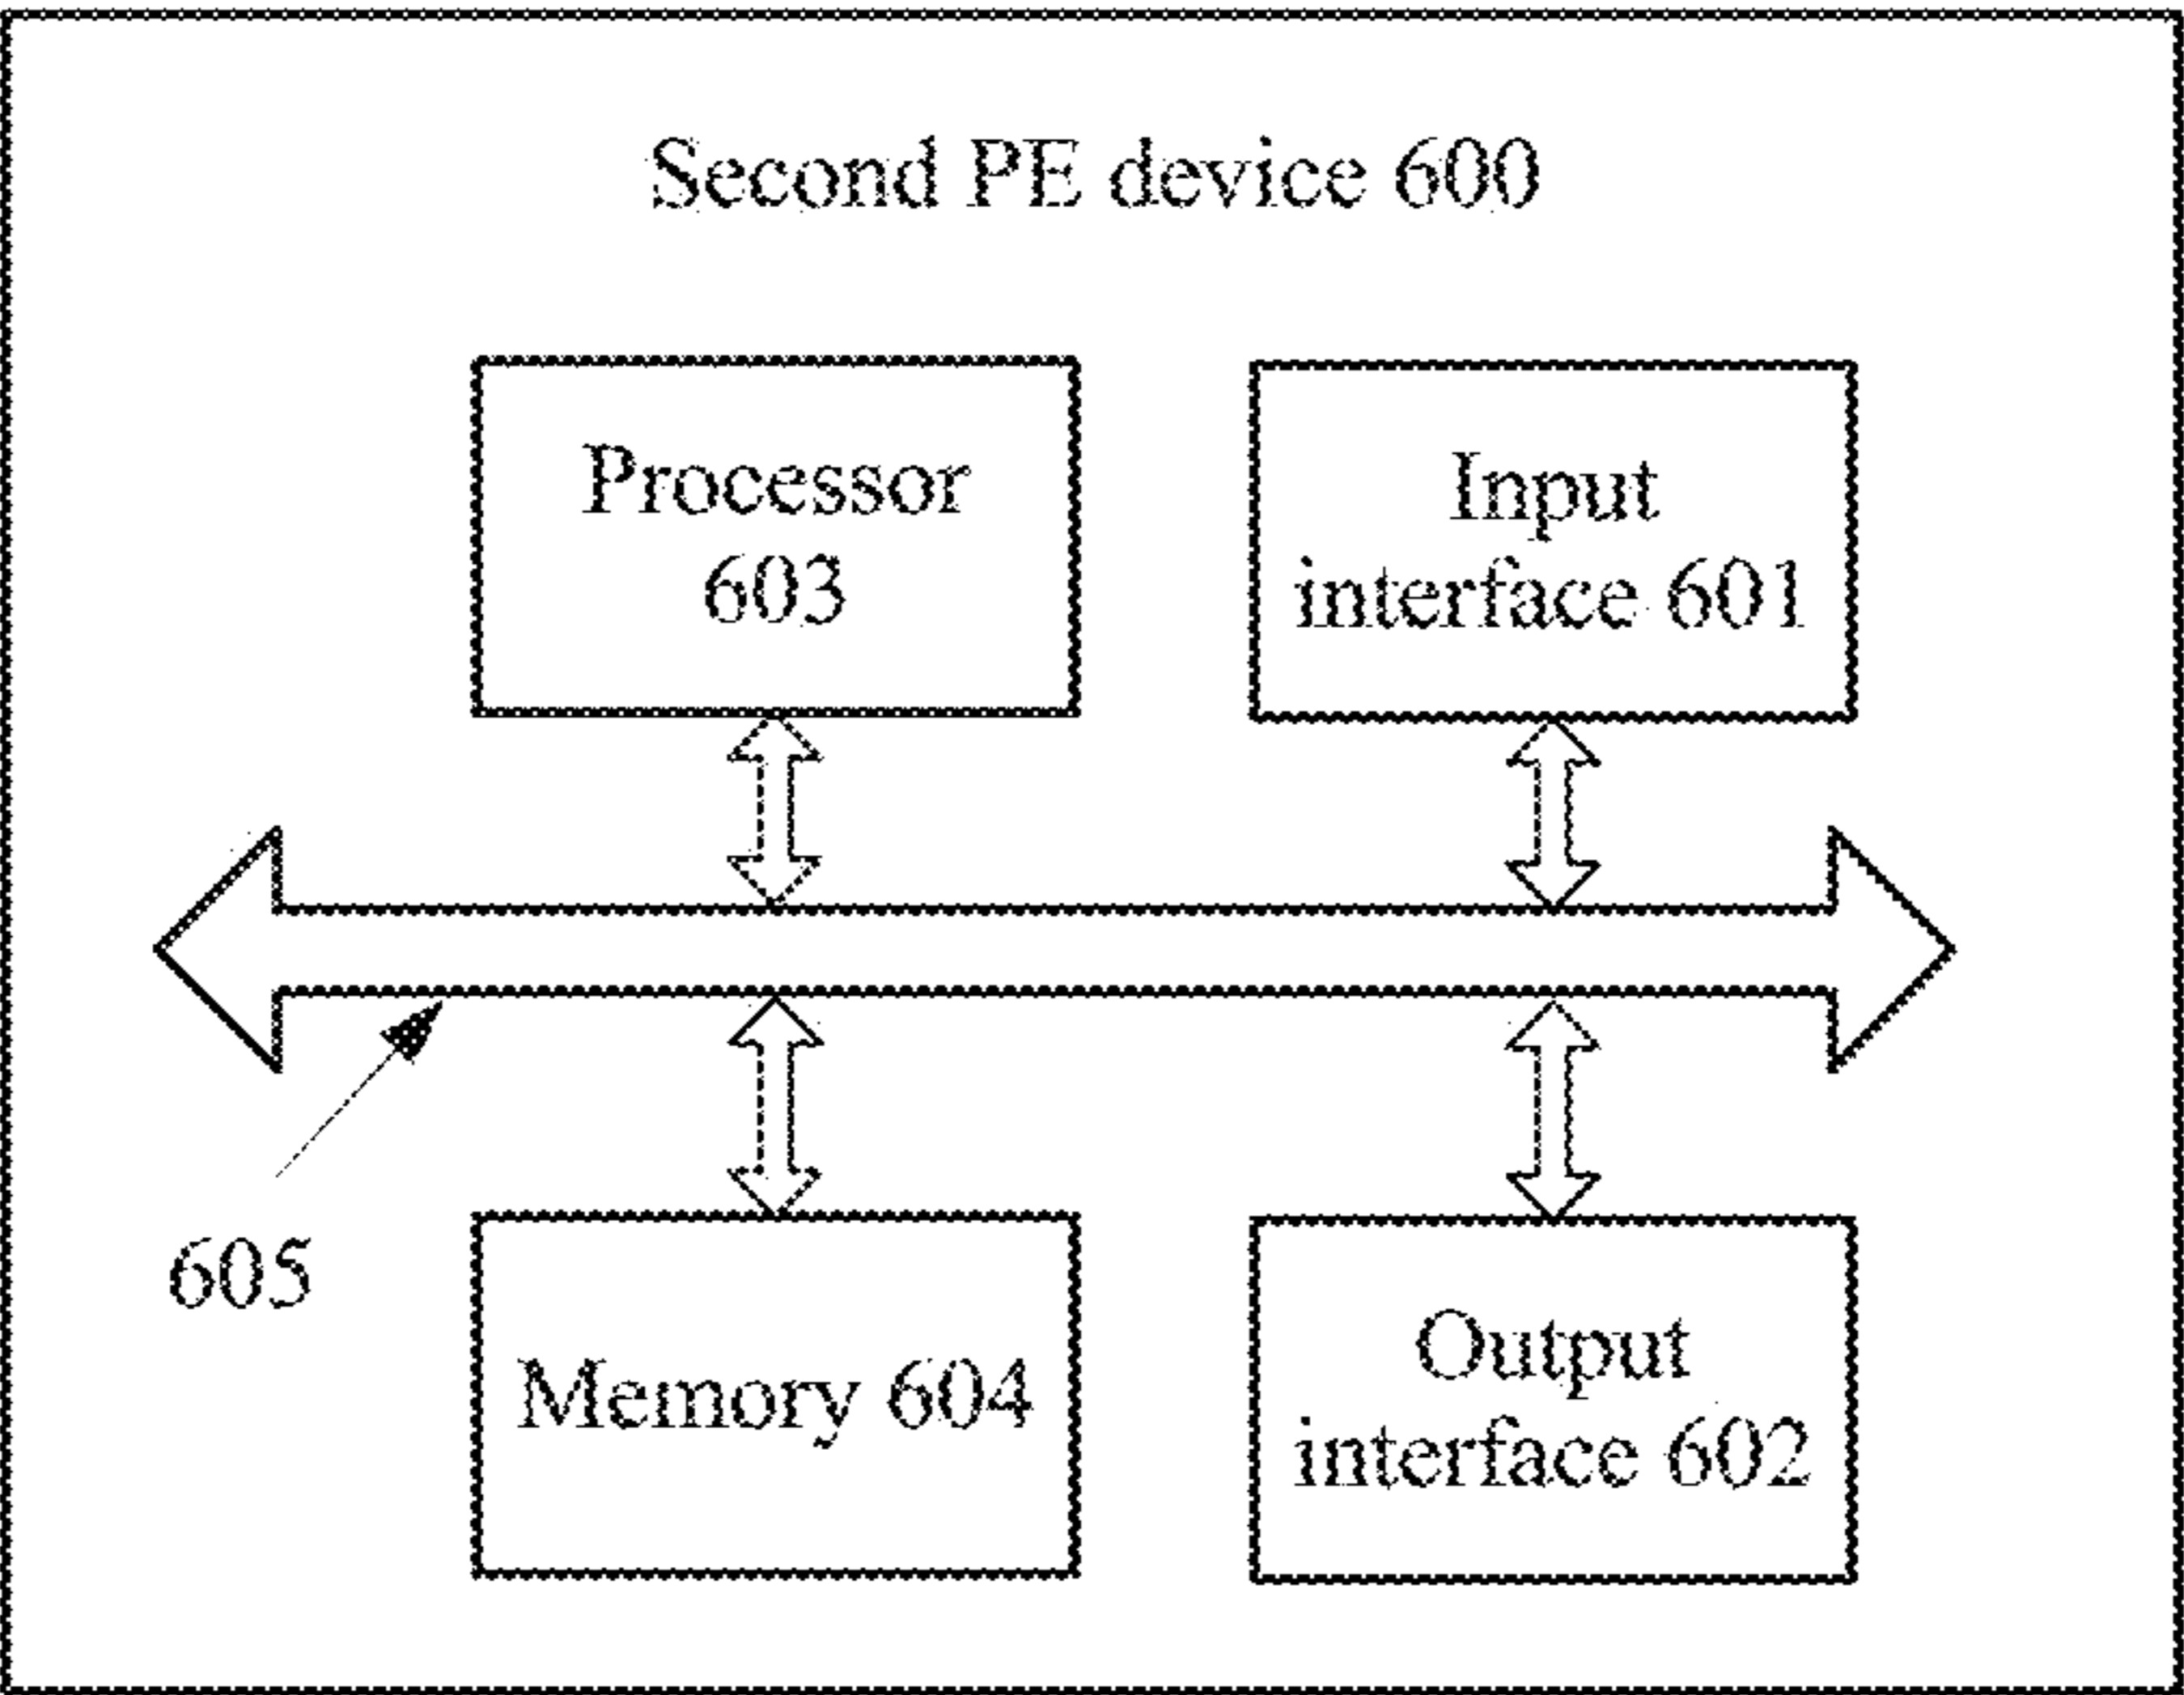 Second PE device 600
Processor
603
Input
interface 601
605
Memory 604
Output
interface 602